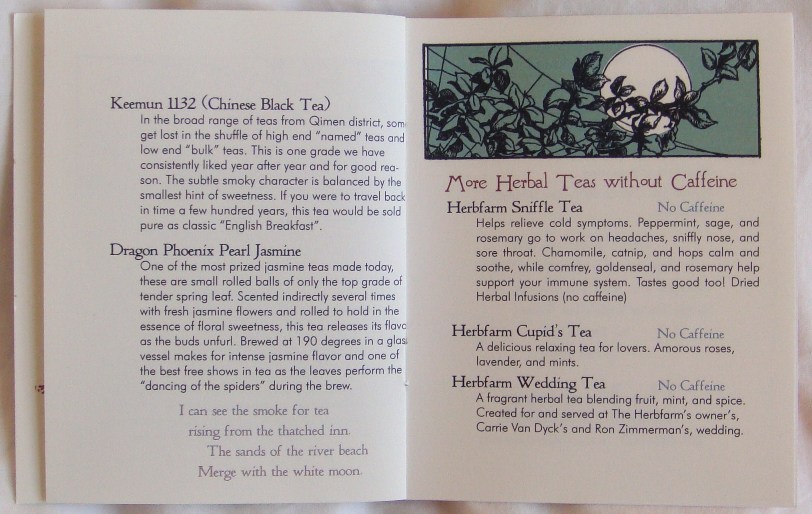 Keemun 1132 (Chinese Black Tea)
In the broad range of teas from Qimen district, som
get lost in the shuffle of high end "named" teas and
low end "bulk" teas. This is one grade we have
consistently liked year after year and for good rea-
son. The subtle smoky character is balanced by the
smallest hint of sweetness. If you were to travel back
in time a few hundred years, this tea would be sold
pure as classic "English Breakfast".
Dragon Phoenix Pearl Jasmine
One of the most prized jasmine teas made today,
these are small rolled balls of only the top grade of
tender spring leaf. Scented indirectly several times
with fresh jasmine flowers and rolled to hold in the
essence of floral sweetness, this tea releases its flavo
as the buds unfurl. Brewed at 190 degrees in a glas
vessel makes for intense jasmine flavor and one of
the best free shows in tea as the leaves perform the
"dancing of the spiders" during the brew.
I can see the smoke for tea
rising from the thatched inn.
The sands of the river beach
Merge with the white moon.
More Herbal Teas without Caffeine
Herbfarm Sniffle Tea No Caffeine
Helps relieve cold symptoms. Peppermint, sage, and
rosemary go to work on headaches, sniffly nose, and
sore throat. Chamomile, catnip, and hops calm and
soothe, while comfrey, goldenseal, and rosemary help
support your immune system. Tastes good too! Dried
Herbal Infusions (no caffeine)
Herbfarm Cupid's Tea No Caffeine
A delicious relaxing tea for lovers. Amorous roses,
lavender, and mints.
Herbfarm Wedding Tea No Caffeine
A fragrant herbal tea blending fruit, mint, and spice.
Created for and served at The Herbfarm's owner's,
Carrie Van Dyck's and Ron Zimmerman's, wedding.